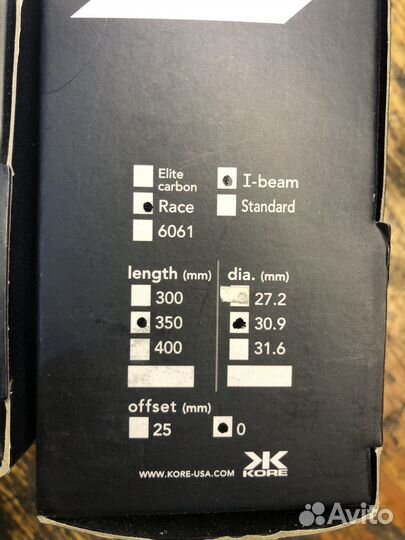 Elite carbon
I-beam
Race
Standard
6061
length (mm)
dia. (mm)
300
27.2
350
30.9
400
31.6
offset (mm)
25
0
WWW.KORE-USA.COM
KORE
Avito